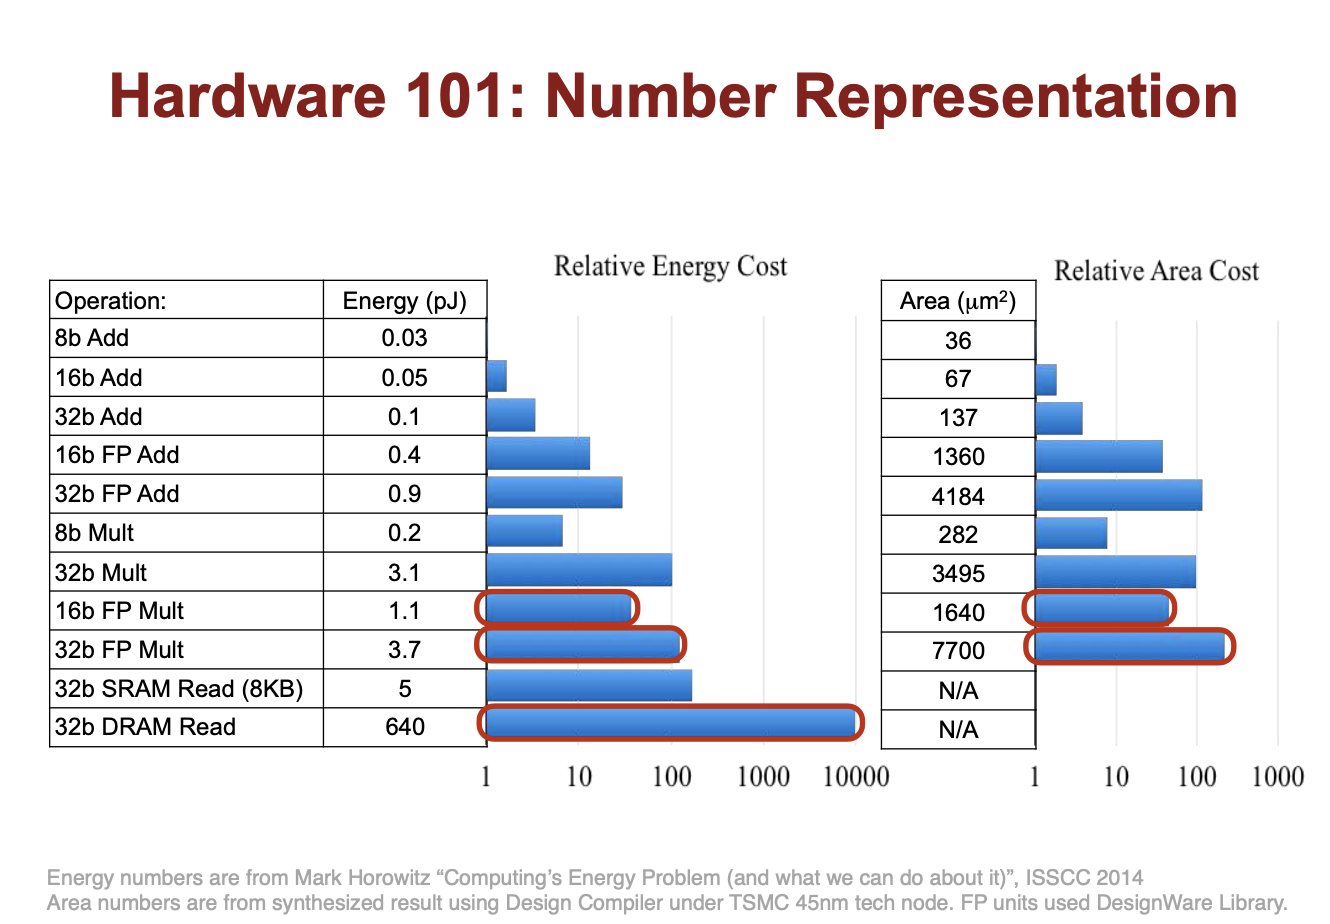 Hardware 101: Number Representation
Relative Energy Cost
Relative Area Cost
Operation: Energy (pJ) Area (μm²)
8b Add 0.03 36
16b Add 0.05 67
32b Add 0.1 137
16b FP Add 0.4 1360
32b FP Add 0.9 4184
8b Mult 0.2 282
32b Mult 3.1 3495
16b FP Mult 1.1 1640
32b FP Mult 3.7 7700
32b SRAM Read (8KB) 5 N/A
32b DRAM Read 640 N/A
1 10 100 1000 10000 1 10 100 1000
Energy numbers are from Mark Horowitz “Computing’s Energy Problem (and what we can do about it)”, ISSCC 2014
Area numbers are from synthesized result using Design Compiler under TSMC 45nm tech node. FP units used DesignWare Library.